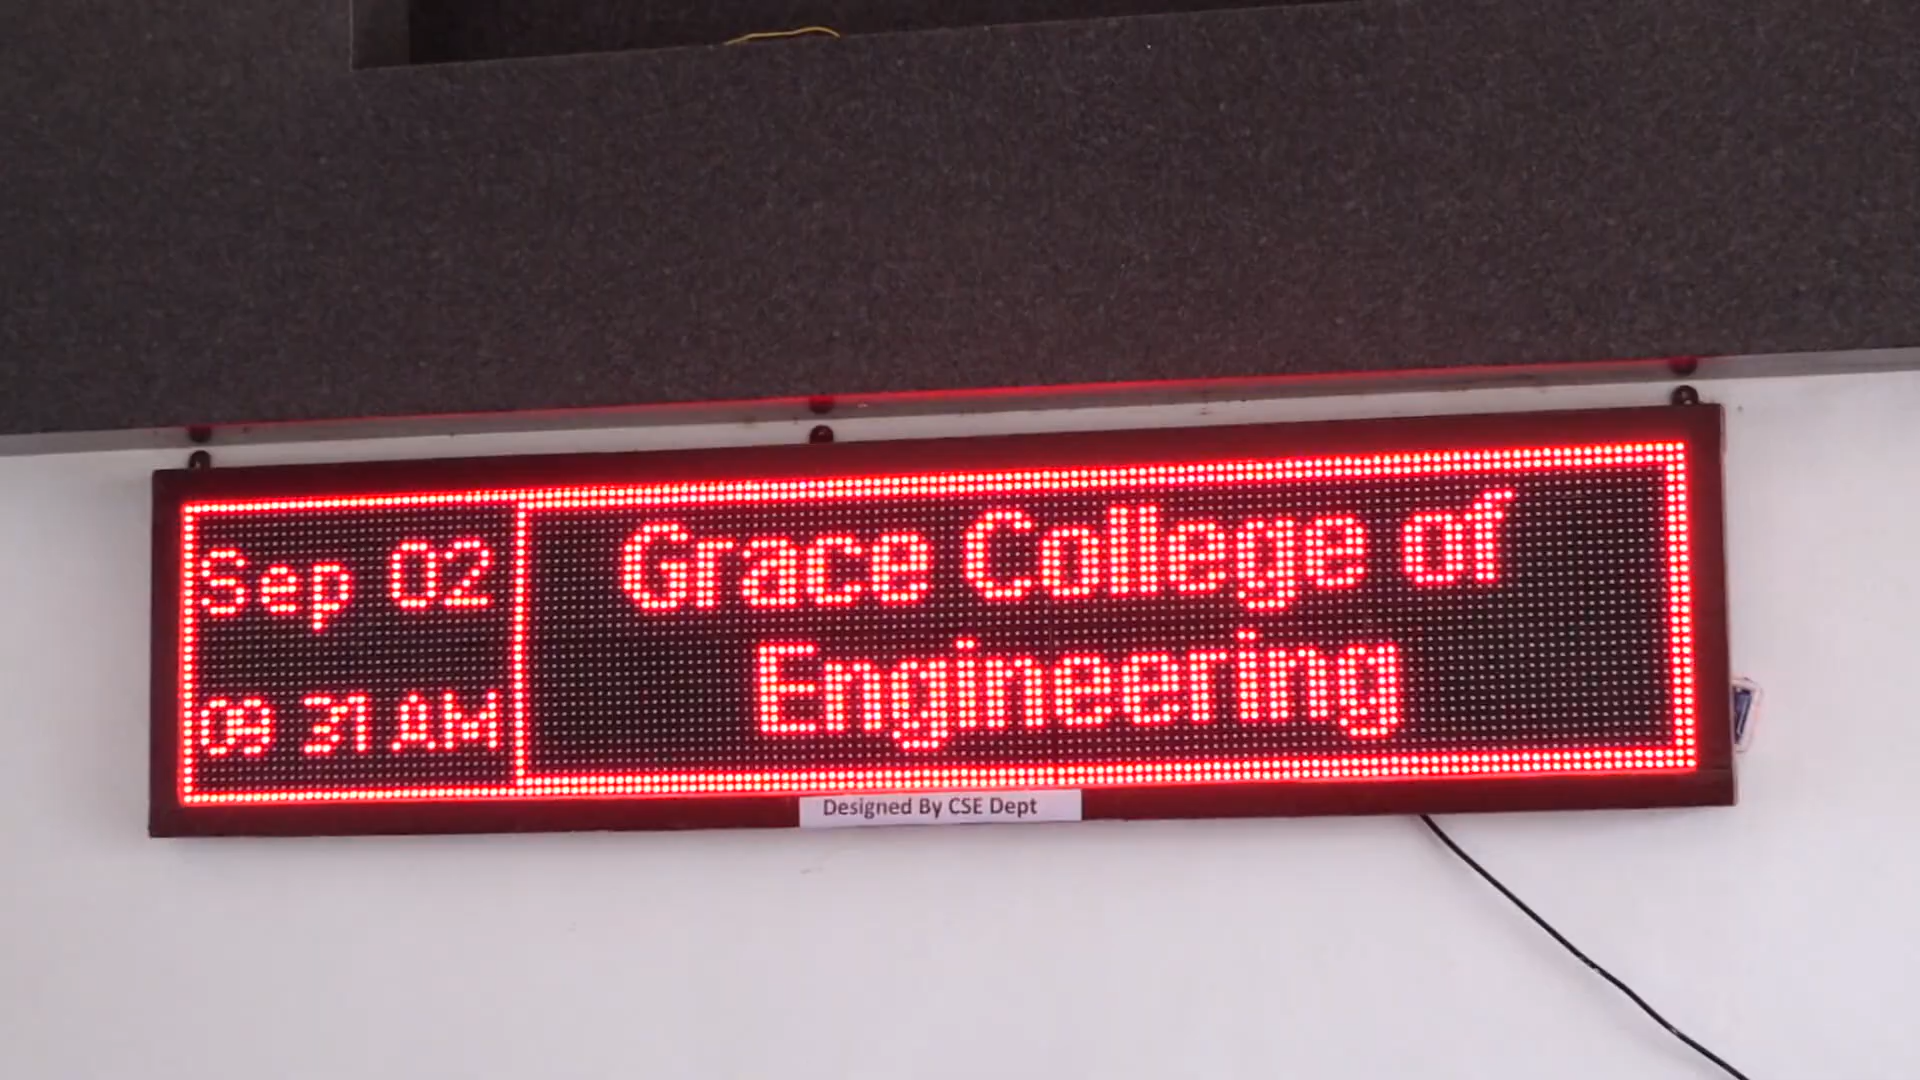 Sep 02
09 31 AM
Grace College of
Engineering
Designed By CSE Dept